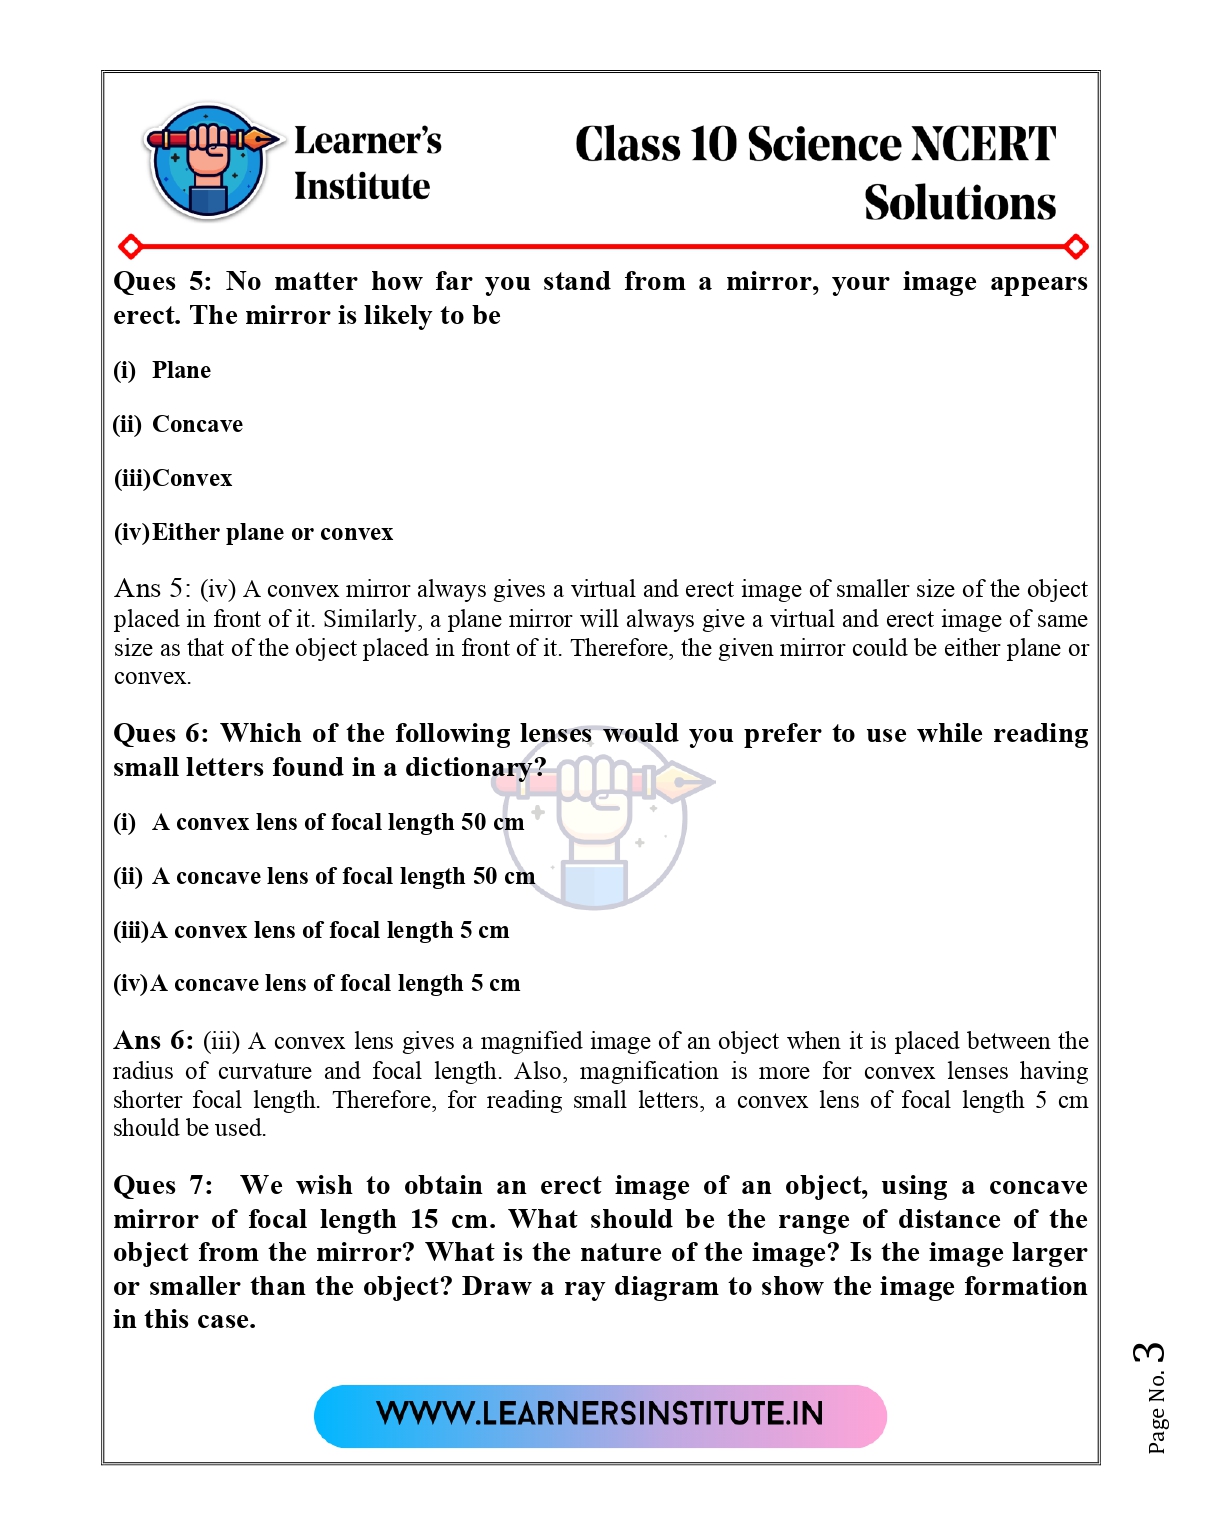 Learner's
Institute
Class 10 Science NCERT
Solutions
Ques 5: No matter how far you stand from a mirror, your image appears
erect. The mirror is likely to be
(i) Plane
(ii) Concave
(iii)Convex
(iv)Either plane or convex
Ans 5: (iv) A convex mirror always gives a virtual and erect image of smaller size of the object
placed in front of it. Similarly, a plane mirror will always give a virtual and erect image of same
size as that of the object placed in front of it. Therefore, the given mirror could be either plane or
convex.
Ques 6: Which of the following lenses would you prefer to use while reading
small letters found in a dictionary?
(i) A convex lens of focal length 50 cm
(ii) A concave lens of focal length 50 cm
(iii)A convex lens of focal length 5 cm
(iv)A concave lens of focal length 5 cm
Ans 6: (iii) A convex lens gives a magnified image of an object when it is placed between the
radius of curvature and focal length. Also, magnification is more for convex lenses having
shorter focal length. Therefore, for reading small letters, a convex lens of focal length 5 cm
should be used.
Ques 7: We wish to obtain an erect image of an object, using a concave
mirror of focal length 15 cm. What should be the range of distance of the
object from the mirror? What is the nature of the image? Is the image larger
or smaller than the object? Draw a ray diagram to show the image formation
in this case.
WWW.LEARNERSINSTITUTE.IN
Page No. 3